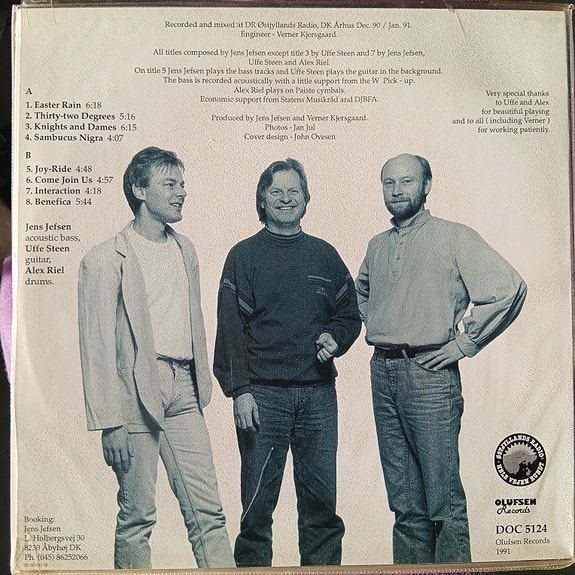 Recorded and mixed at DR Østjyllands Radio, DK Århus Dec. 90 / Jan. 91.
Engineer - Verner Kjersgaard.
All titles composed by Jens Jefsen except title 3 by Uffe Steen and 7 by Jens Jefsen,
Uffe Steen and Alex Riel.
On title 5 Jens Jefsen plays the bass tracks and Uffe Steen plays the guitar in the background.
The bass is recorded acoustically with a little support from the W Pick - up.
Alex Riel plays on Paiste cymbals.
Economic support from Statens Musikråd and DJBFA.
Produced by Jens Jefsen and Verner Kjersgaard.
Photos - Jan Jul
Cover design - John Ovesen
Very special thanks
to Uffe and Alex
for beautiful playing
and to all ( including Verner )
for working patiently.
A
1. Easter Rain 6:18
2. Thirty-two Degrees 5:16
3. Knights and Dames 6:15
4. Sambucus Nigra 4:07
B
5. Joy-Ride 4:48
6. Come Join Us 4:57
7. Interaction 4:18
8. Benefica 5:44
Jens Jefsen
acoustic bass,
Uffe Steen
guitar,
Alex Riel
drums.
Booking:
Jens Jefsen
L. Holbergsvej 30
8230 Åbyhøj DK
Ph. (045) 86252066
ØSTJYLLANDS RADIO
OLUFSEN
Records
DOC 5124
Olufsen Records
1991